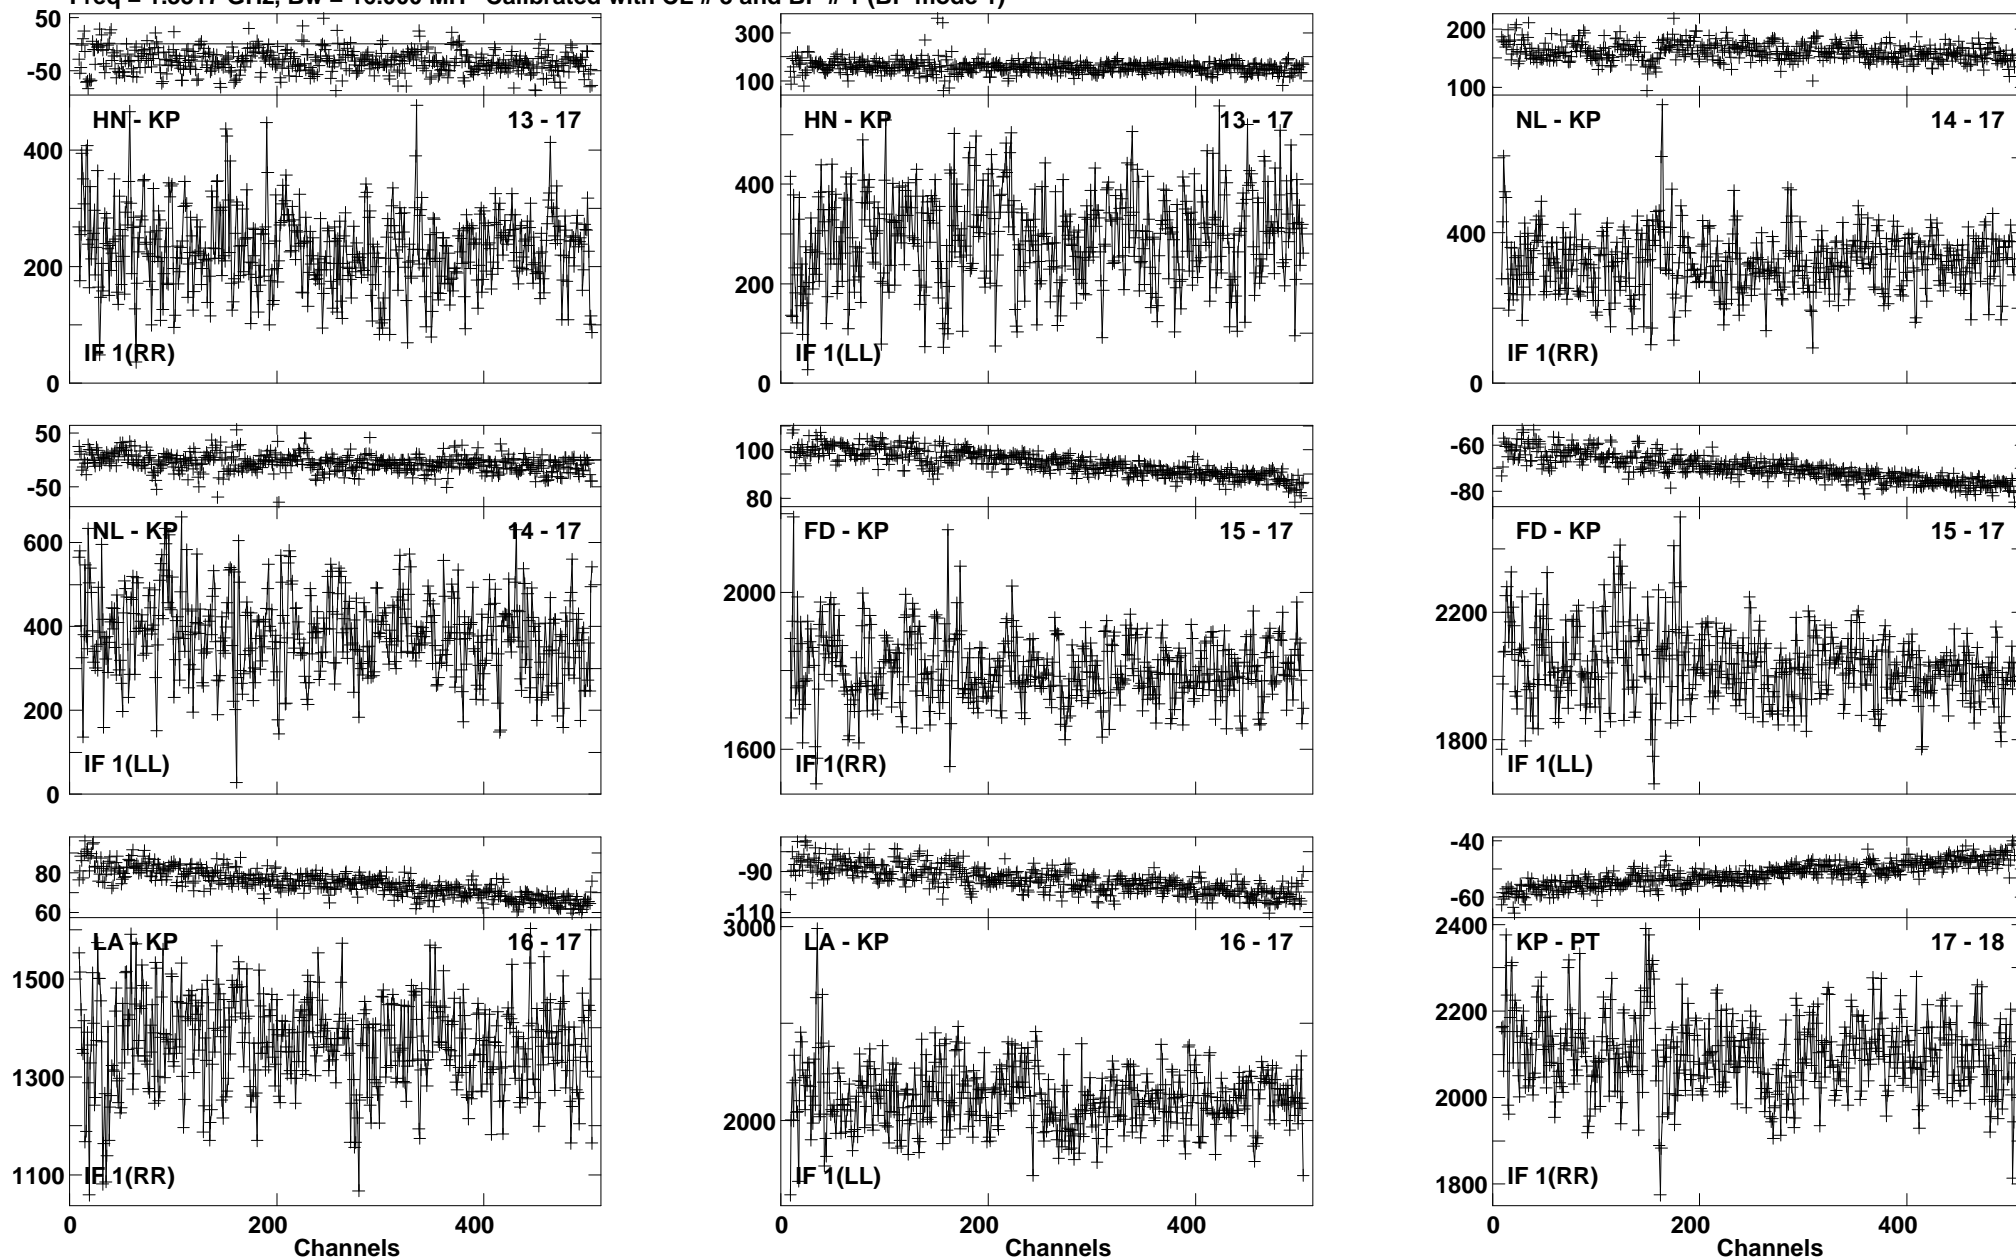 50
-50
HN - KP 13 - 17
400
200
0
IF 1(RR)
300
100
HN - KP 13 - 17
400
200
0
IF 1(LL)
200
100
NL - KP 14 - 17
400
0
IF 1(RR)
50
-50
NL - KP 14 - 17
600
400
200
0
IF 1(LL)
100
80
FD - KP 15 - 17
2000
1600
IF 1(RR)
-60
-80
FD - KP 15 - 17
2200
1800
IF 1(LL)
80
60
LA - KP 16 - 17
1500
1300
1100
IF 1(RR)
0 200 400
Channels
-90
-110
3000
LA - KP 16 - 17
2000
IF 1(LL)
0 200 400
Channels
-40
-60
2400
KP - PT 17 - 18
2200
2000
1800
IF 1(RR)
0 200 400
Channels